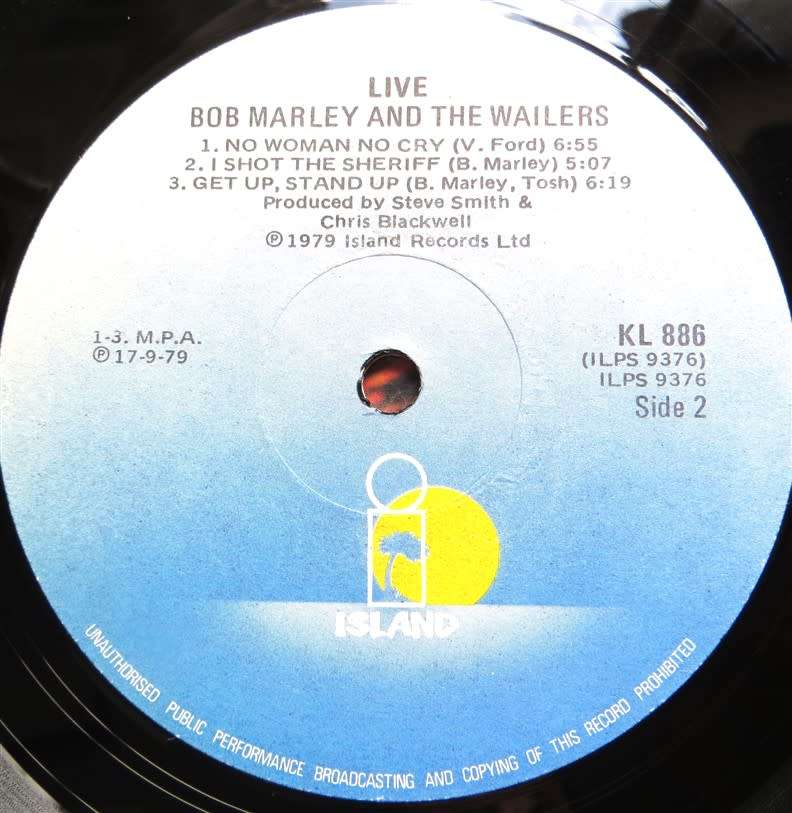 LIVE
BOB MARLEY AND THE WAILERS
1. NO WOMAN NO CRY (V. Ford) 6:55
2. I SHOT THE SHERIFF (B. Marley) 5:07
3. GET UP, STAND UP (B. Marley, Tosh) 6:19
Produced by Steve Smith &
Chris Blackwell
℗ 1979 Island Records Ltd
1-3. M.P.A.
℗ 17-9-79
KL 886
(ILPS 9376)
ILPS 9376
Side 2
iSLAND
UNAUTHORISED PUBLIC PERFORMANCE BROADCASTING AND COPYING OF THIS RECORD PROHIBITED